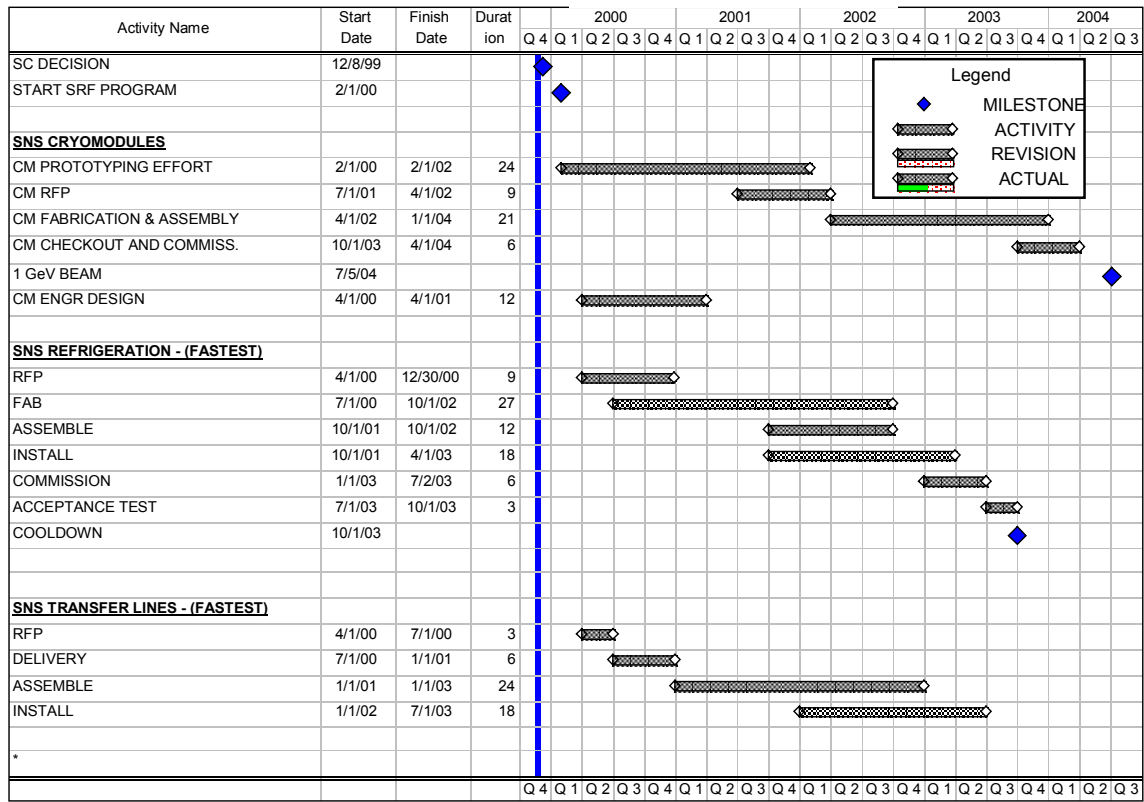 Activity Name Start Date Finish Date Durat ion 2000 2001 2002 2003 2004
Q 4 Q 1 Q 2 Q 3 Q 4 Q 1 Q 2 Q 3 Q 4 Q 1 Q 2 Q 3 Q 4 Q 1 Q 2 Q 3 Q 4 Q 1 Q 2 Q 3
SC DECISION 12/8/99
START SRF PROGRAM 2/1/00
Legend
MILESTONE
ACTIVITY
REVISION
ACTUAL
SNS CRYOMODULES
CM PROTOTYPING EFFORT 2/1/00 2/1/02 24
CM RFP 7/1/01 4/1/02 9
CM FABRICATION & ASSEMBLY 4/1/02 1/1/04 21
CM CHECKOUT AND COMMISS. 10/1/03 4/1/04 6
1 GeV BEAM 7/5/04
CM ENGR DESIGN 4/1/00 4/1/01 12
SNS REFRIGERATION - (FASTEST)
RFP 4/1/00 12/30/00 9
FAB 7/1/00 10/1/02 27
ASSEMBLE 10/1/01 10/1/02 12
INSTALL 10/1/01 4/1/03 18
COMMISSION 1/1/03 7/2/03 6
ACCEPTANCE TEST 7/1/03 10/1/03 3
COOLDOWN 10/1/03
SNS TRANSFER LINES - (FASTEST)
RFP 4/1/00 7/1/00 3
DELIVERY 7/1/00 1/1/01 6
ASSEMBLE 1/1/01 1/1/03 24
INSTALL 1/1/02 7/1/03 18
*
Q 4 Q 1 Q 2 Q 3 Q 4 Q 1 Q 2 Q 3 Q 4 Q 1 Q 2 Q 3 Q 4 Q 1 Q 2 Q 3 Q 4 Q 1 Q 2 Q 3